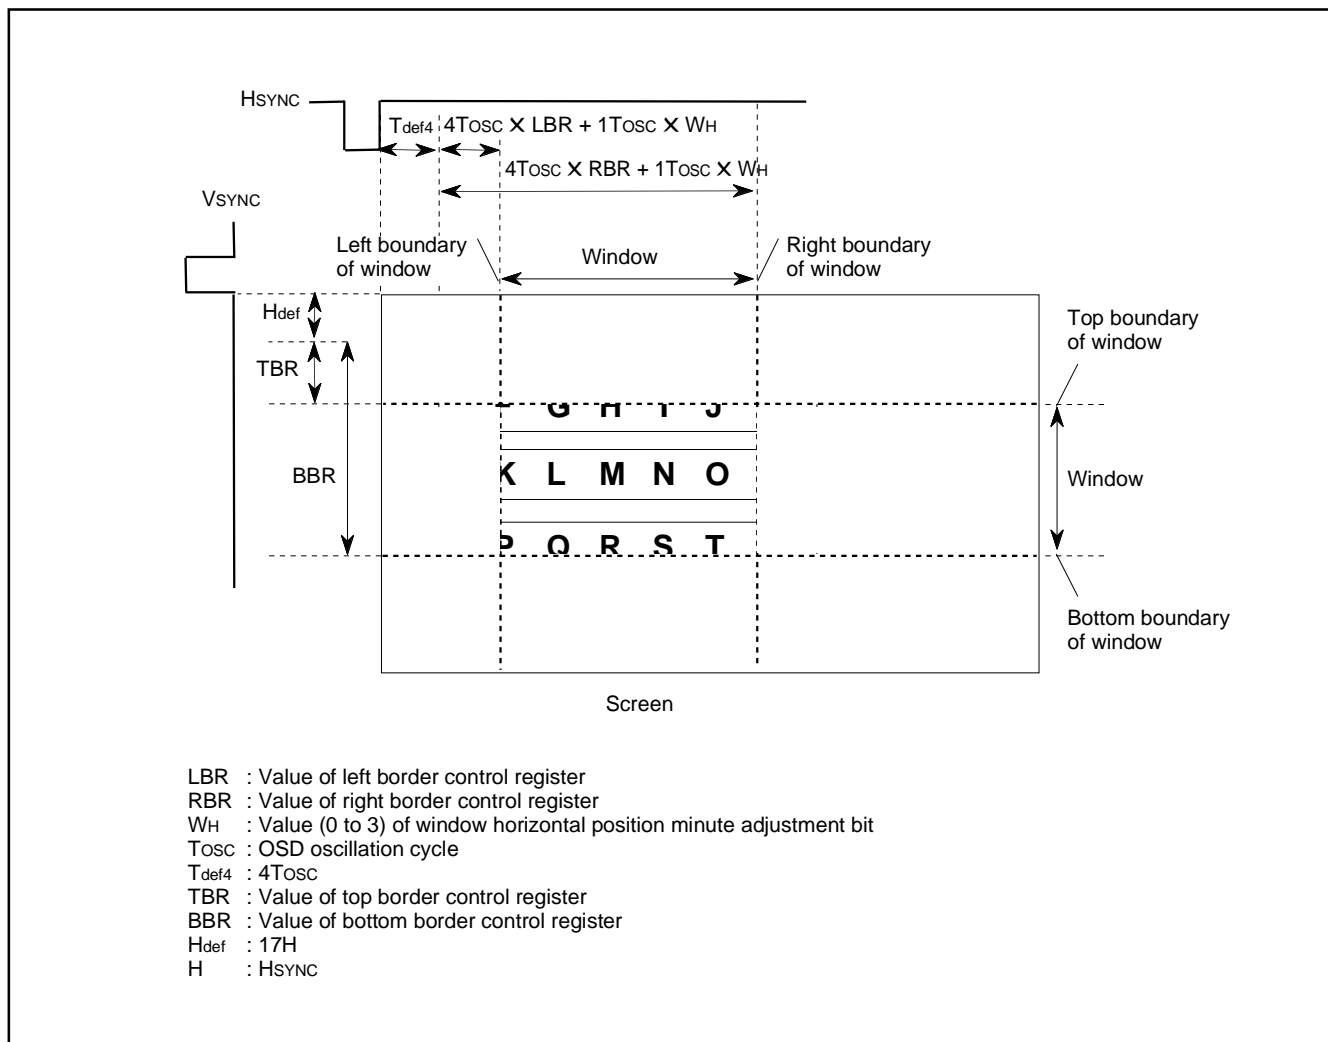 HSYNC
Tdef4 4TOSC X LBR + 1TOSC X WH
4TOSC X RBR + 1TOSC X WH
VSYNC
Left boundary
of window
Window
Right boundary
of window
Hdef
TBR
BBR
Top boundary
of window
G H I J
K L M N O
P Q R S T
Window
Bottom boundary
of window
Screen
LBR : Value of left border control register
RBR : Value of right border control register
WH : Value (0 to 3) of window horizontal position minute adjustment bit
TOSC : OSD oscillation cycle
Tdef4 : 4TOSC
TBR : Value of top border control register
BBR : Value of bottom border control register
Hdef : 17H
H : HSYNC